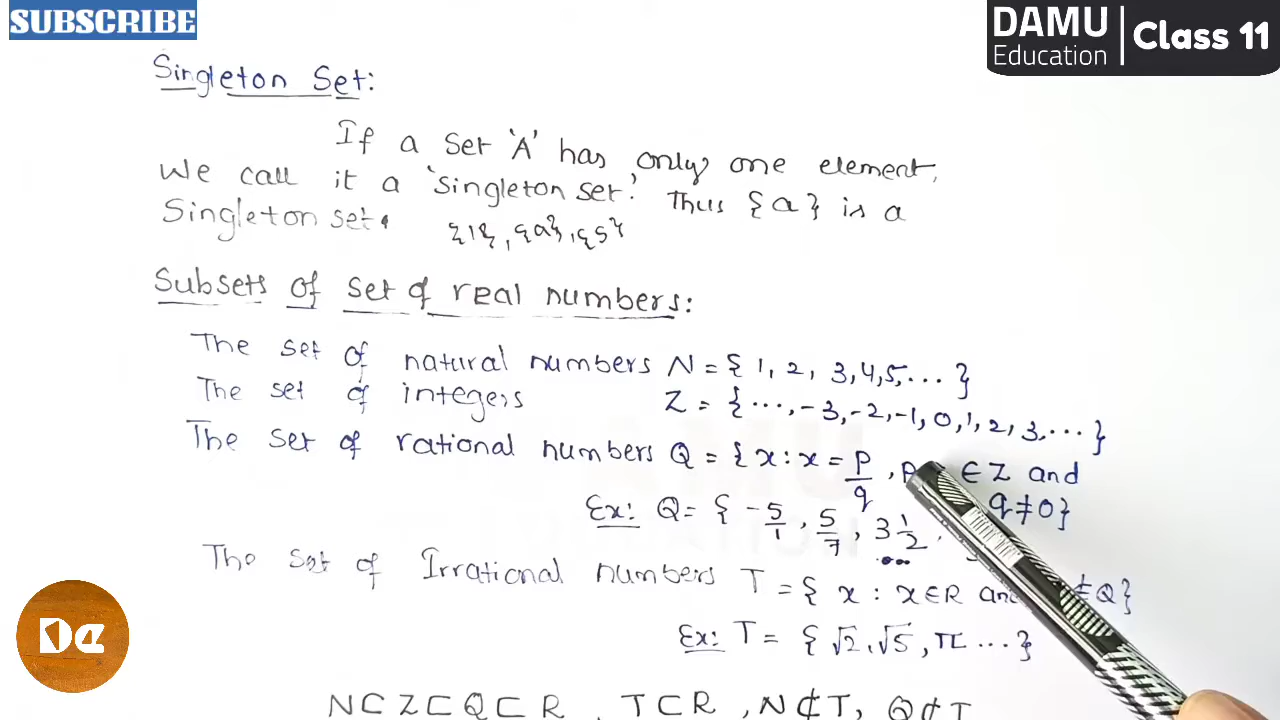 SUBSCRIBE
DAMU
Education
Class 11
Singleton Set:
If a set 'A' has only one element,
We call it a 'singleton set'. Thus {a} is a
Singleton set. {1}, {a}, {5}
Subsets of set of real numbers:
The set of natural numbers N = {1, 2, 3, 4, 5, ... }
The set of integers Z = { ..., -3, -2, -1, 0, 1, 2, 3, ... }
The set of rational numbers Q = { x : x = p/q , p ∈ Z and
q ≠ 0}
Ex: Q = { -5/1 , 5/7 , 3 1/2 , ...
The set of Irrational numbers T = { x : x ∈ R and ∉ Q}
Ex: T = { √2, √5, π ... }
N ⊂ Z ⊂ Q ⊂ R , T ⊂ R , N ⊄ T, Q ⊄ T
De